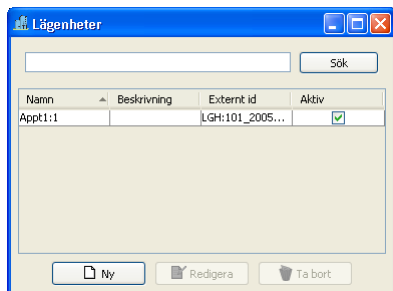 Lägenheter
Sök
Namn Beskrivning Externt id Aktiv
Appt1:1 LGH:101_2005...
Ny Redigera Ta bort